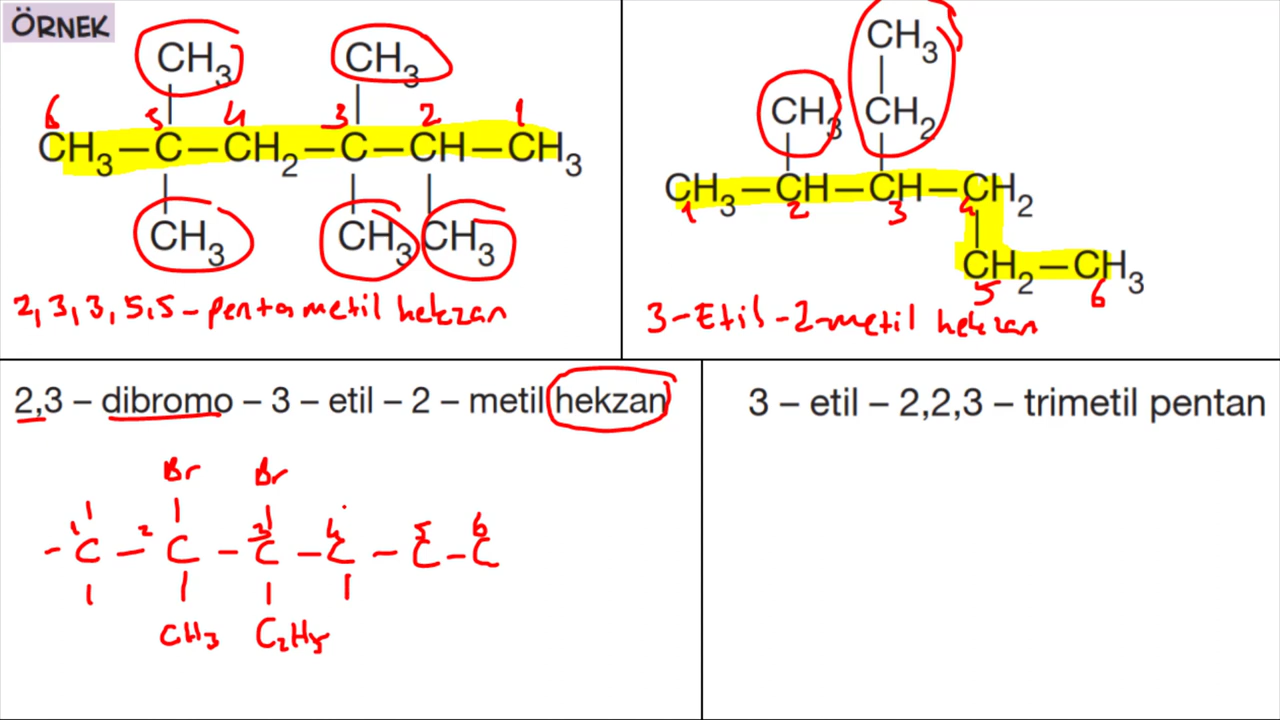 ÖRNEK
CH3 CH3
6 5 4 3 2 1
CH3 – C – CH2 – C – CH – CH3
CH3 CH3 CH3
2,3,3,5,5-pentametil hekzan
CH3
CH3 CH2
CH3 – CH – CH – CH2
1 2 3 4
CH2 – CH3
5 6
3-Etil-2-metil hekzan
2,3 – dibromo – 3 – etil – 2 – metil hekzan
Br Br
1 2 3 4 5 6
- C – C – C – C – C – C
CH3 C2H5
3 – etil – 2,2,3 – trimetil pentan